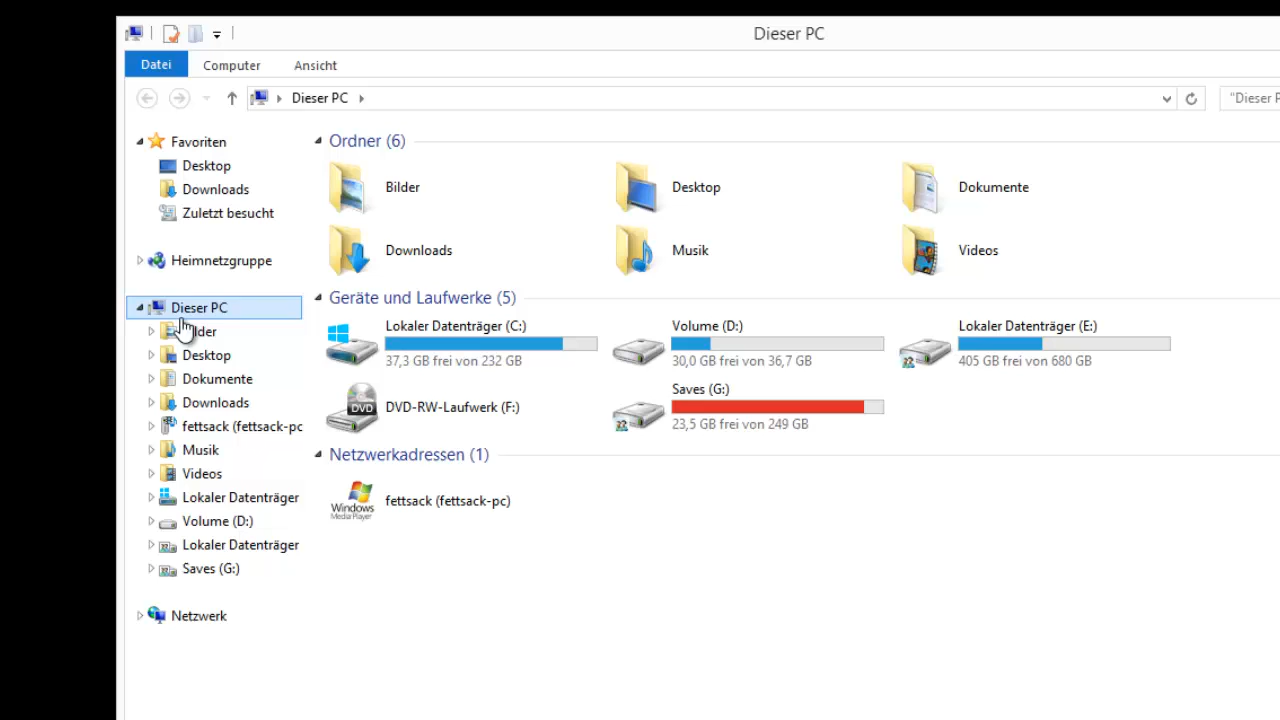 Dieser PC
Datei
Computer
Ansicht
Dieser PC
"Dieser P
Favoriten
Desktop
Downloads
Zuletzt besucht
Heimnetzgruppe
Dieser PC
lder
Desktop
Dokumente
Downloads
fettsack (fettsack-pc
Musik
Videos
Lokaler Datenträger
Volume (D:)
Lokaler Datenträger
Saves (G:)
Netzwerk
Ordner (6)
Bilder
Desktop
Dokumente
Downloads
Musik
Videos
Geräte und Laufwerke (5)
Lokaler Datenträger (C:)
37,3 GB frei von 232 GB
Volume (D:)
30,0 GB frei von 36,7 GB
Lokaler Datenträger (E:)
405 GB frei von 680 GB
DVD
DVD-RW-Laufwerk (F:)
Saves (G:)
23,5 GB frei von 249 GB
Netzwerkadressen (1)
Windows
Media Player
fettsack (fettsack-pc)